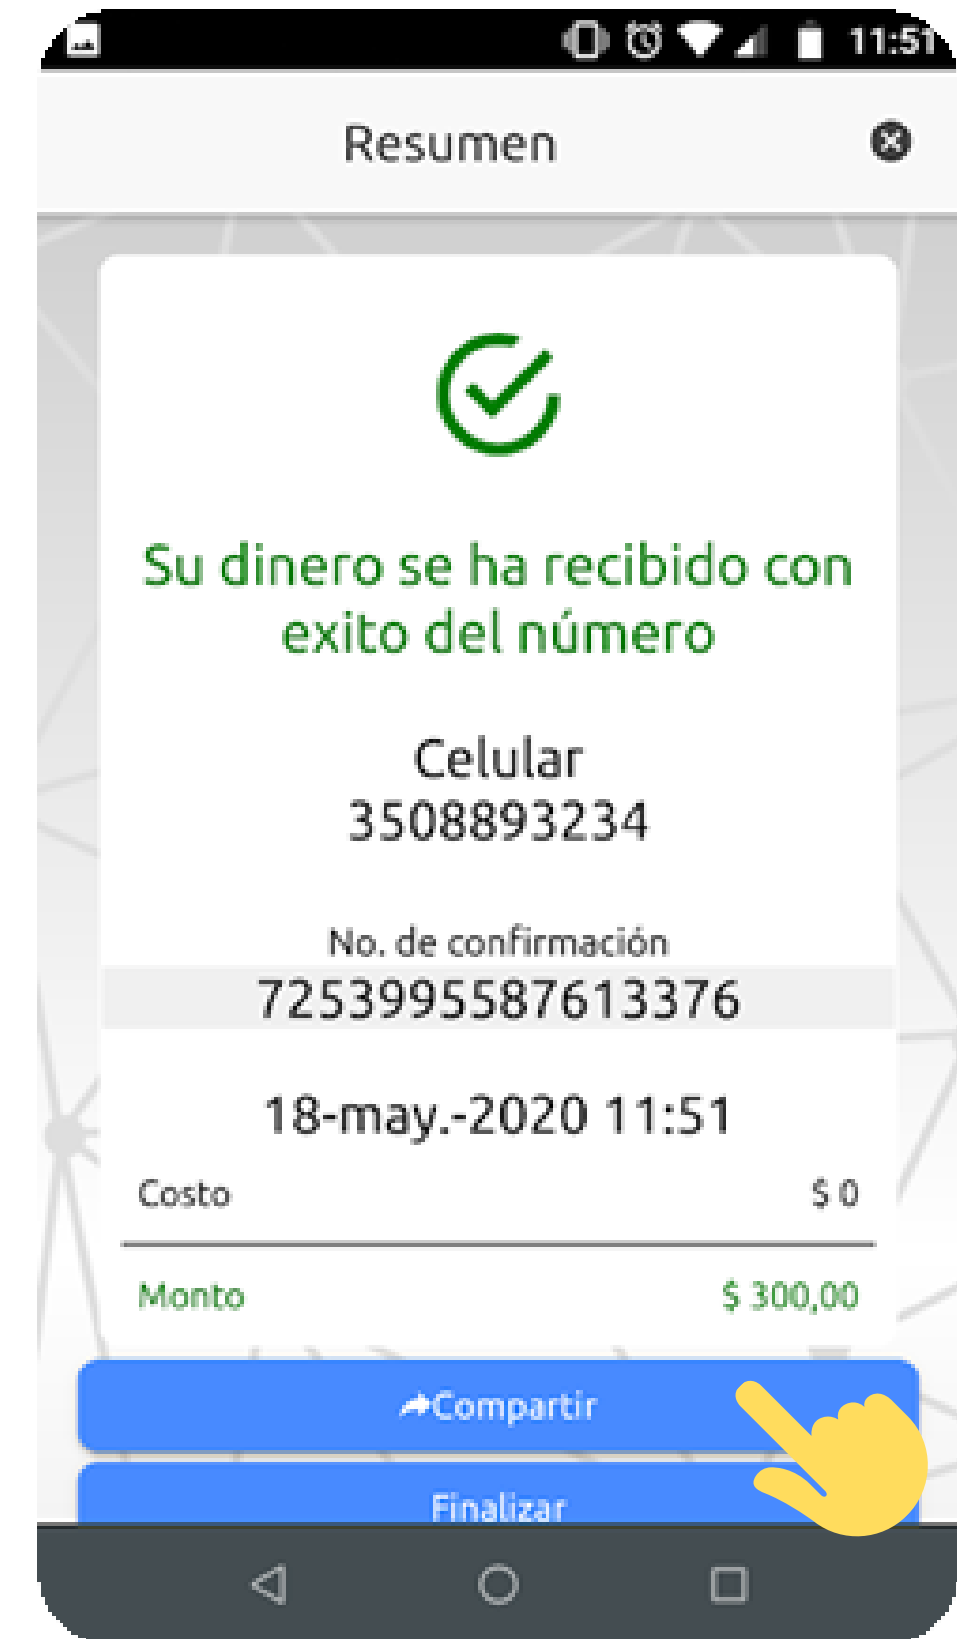 11:51
Resumen
Su dinero se ha recibido con
exito del número
Celular
3508893234
No. de confirmación
7253995587613376
18-may.-2020 11:51
Costo $ 0
Monto $ 300,00
Compartir
Finalizar